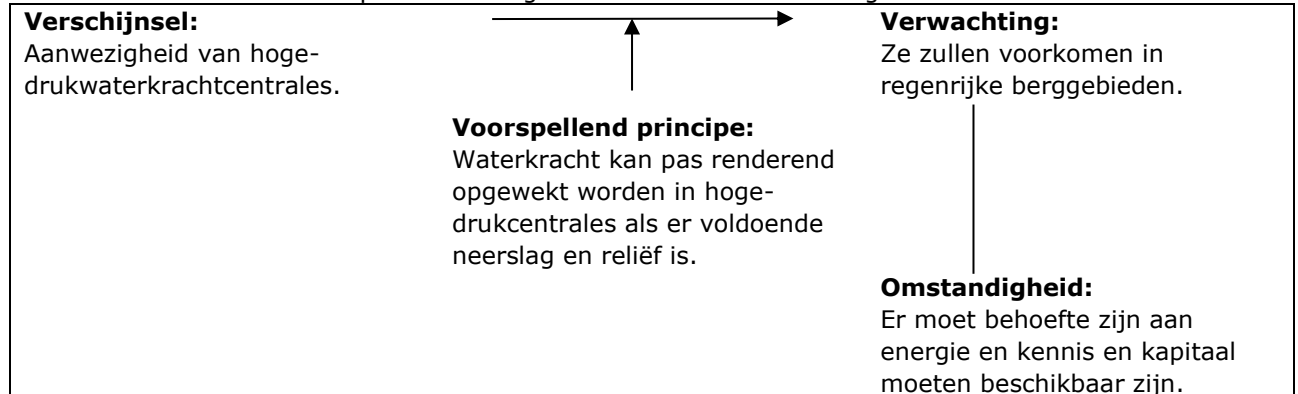 Verschijnsel:
Aanwezigheid van hoge-
drukwaterkrachtcentrales.
Voorspellend principe:
Waterkracht kan pas renderend
opgewekt worden in hoge-
drukcentrales als er voldoende
neerslag en reliëf is.
Verwachting:
Ze zullen voorkomen in
regenrijke berggebieden.
Omstandigheid:
Er moet behoefte zijn aan
energie en kennis en kapitaal
moeten beschikbaar zijn.